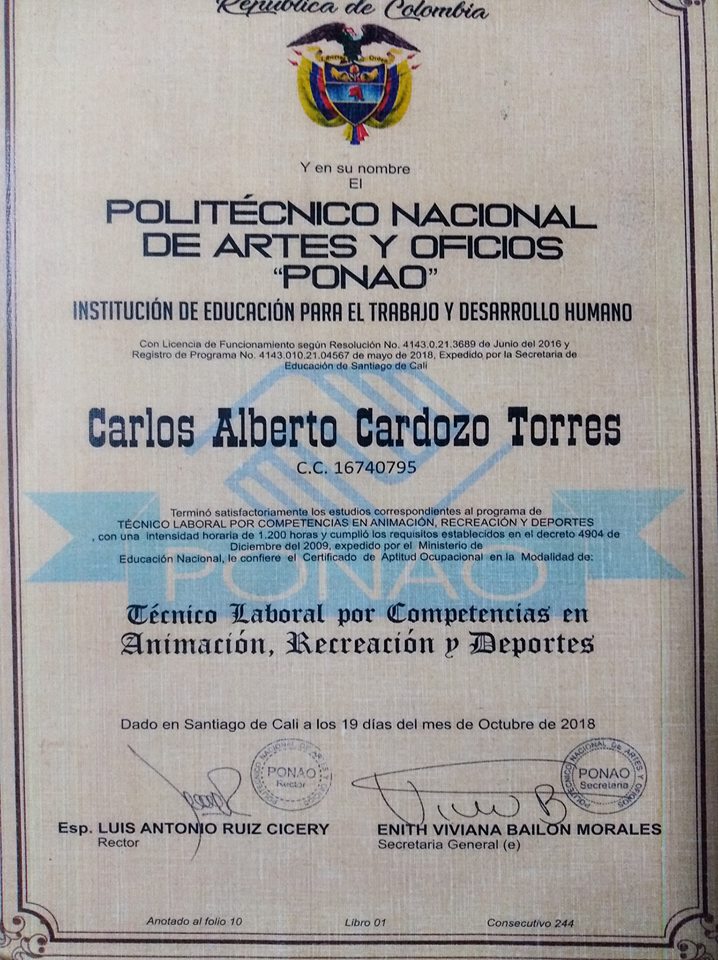 República de Colombia
Y en su nombre
El
POLITÉCNICO NACIONAL
DE ARTES Y OFICIOS
"PONAO"
INSTITUCIÓN DE EDUCACIÓN PARA EL TRABAJO Y DESARROLLO HUMANO
Con Licencia de Funcionamiento según Resolución No. 4143.0.21.3689 de Junio del 2016 y
Registro de Programa No. 4143.010.21.04567 de mayo de 2018, Expedido por la Secretaria de
Educación de Santiago de Cali
Carlos Alberto Cardozo Torres
C.C. 16740795
Terminó satisfactoriamente los estudios correspondientes al programa de
TÉCNICO LABORAL POR COMPETENCIAS EN ANIMACIÓN, RECREACIÓN Y DEPORTES
, con una intensidad horaria de 1.200 horas y cumplió los requisitos establecidos en el decreto 4904 de
Diciembre del 2009, expedido por el Ministerio de
Educación Nacional, le confiere el Certificado de Aptitud Ocupacional en la Modalidad de:
PONAO
Técnico Laboral por Competencias en
Animación, Recreación y Deportes
Dado en Santiago de Cali a los 19 días del mes de Octubre de 2018
POLITÉCNICO NACIONAL DE ARTES Y OFICIOS
PONAO
Rector
POLITÉCNICO NACIONAL DE ARTES Y OFICIOS
PONAO
Secretaria
Esp. LUIS ANTONIO RUIZ CICERY
Rector
ENITH VIVIANA BAILON MORALES
Secretaria General (e)
Anotado al folio 10
Libro 01
Consecutivo 244